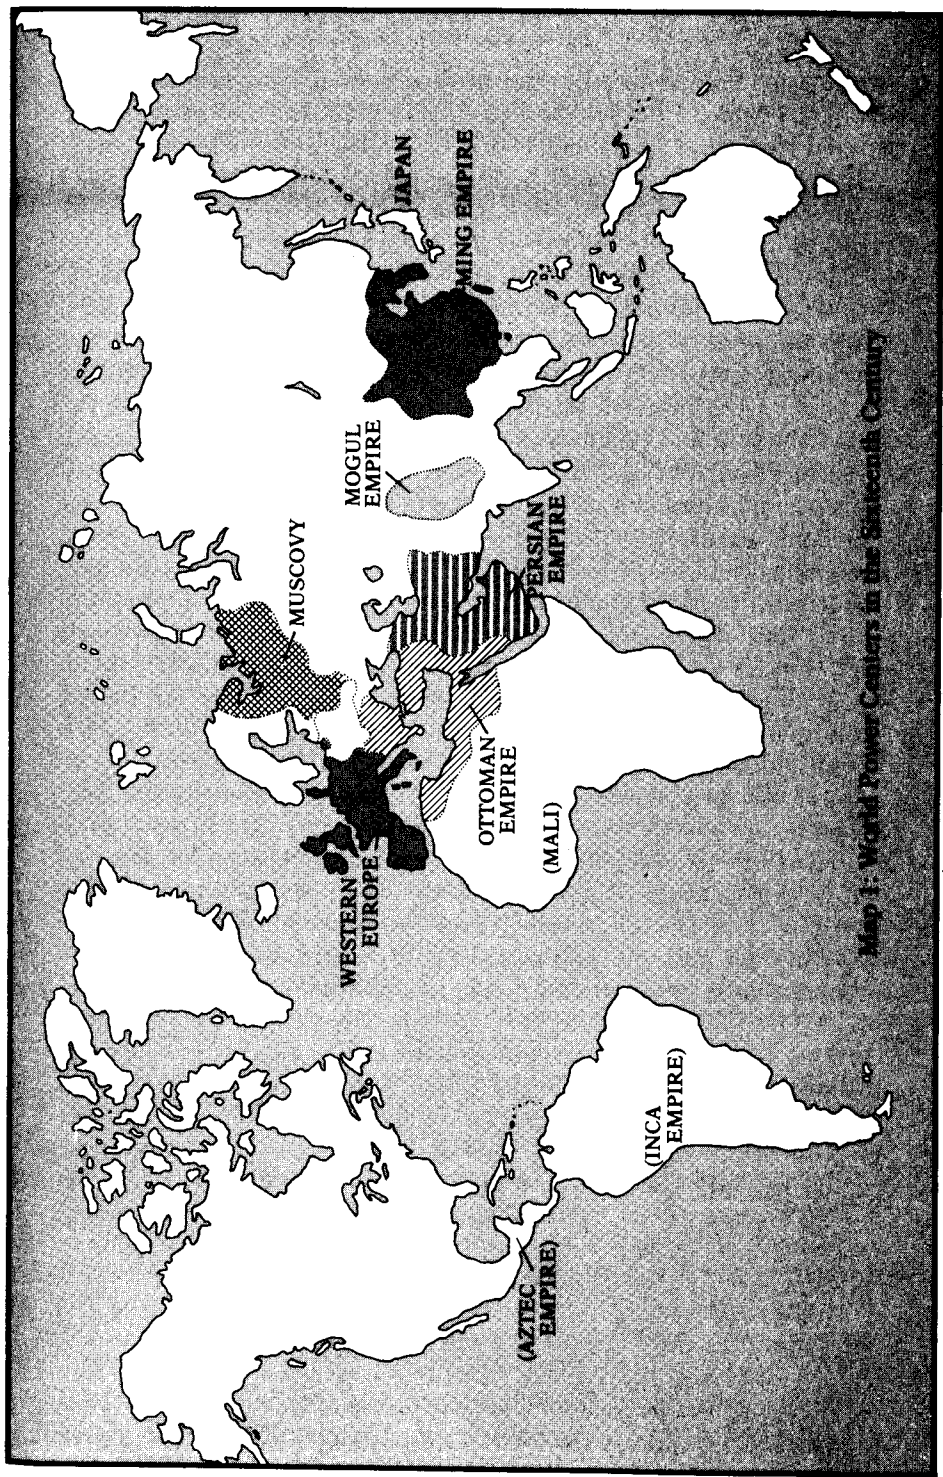 WESTERN
EUROPE
MUSCOVY
MOGUL
EMPIRE
JAPAN
MING EMPIRE
PERSIAN
EMPIRE
OTTOMAN
EMPIRE
(MALI)
(AZTEC
EMPIRE)
(INCA
EMPIRE)
Map 1: World Power Centers in the Sixteenth Century